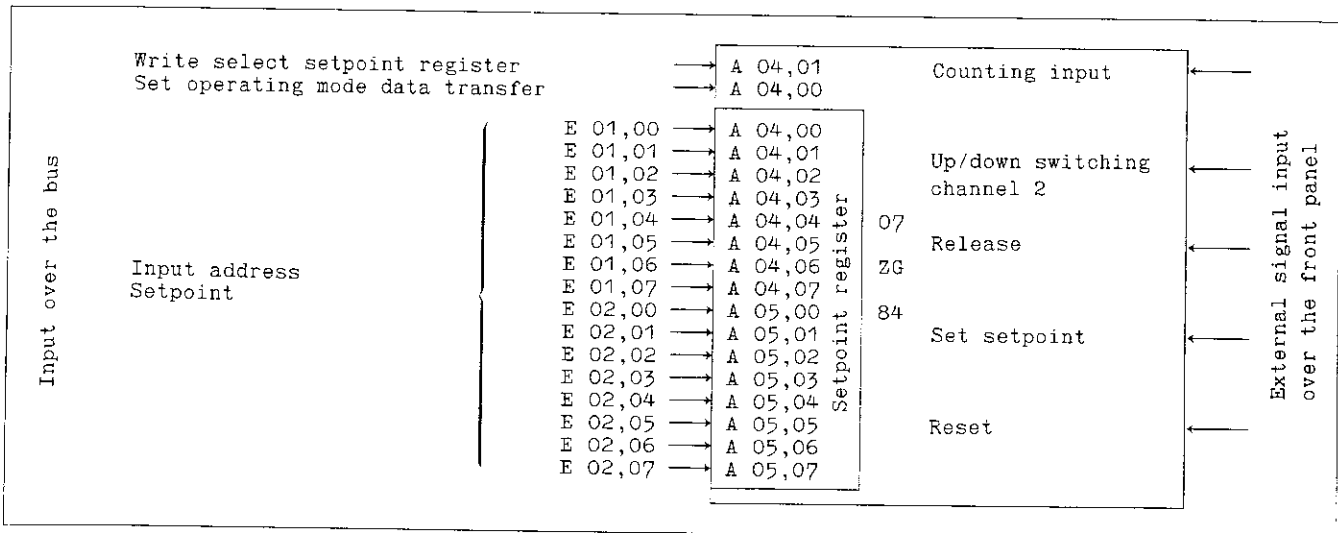 Write select setpoint register
Set operating mode data transfer
A 04,01
A 04,00
Counting input
Input over the bus
Input address
Setpoint
E 01,00 → A 04,00
E 01,01 → A 04,01
E 01,02 → A 04,02
E 01,03 → A 04,03
E 01,04 → A 04,04
E 01,05 → A 04,05
E 01,06 → A 04,06
E 01,07 → A 04,07
E 02,00 → A 05,00
E 02,01 → A 05,01
E 02,02 → A 05,02
E 02,03 → A 05,03
E 02,04 → A 05,04
E 02,05 → A 05,05
E 02,06 → A 05,06
E 02,07 → A 05,07
Setpoint register
07
ZG
84
Up/down switching
channel 2
Release
Set setpoint
Reset
External signal input
over the front panel